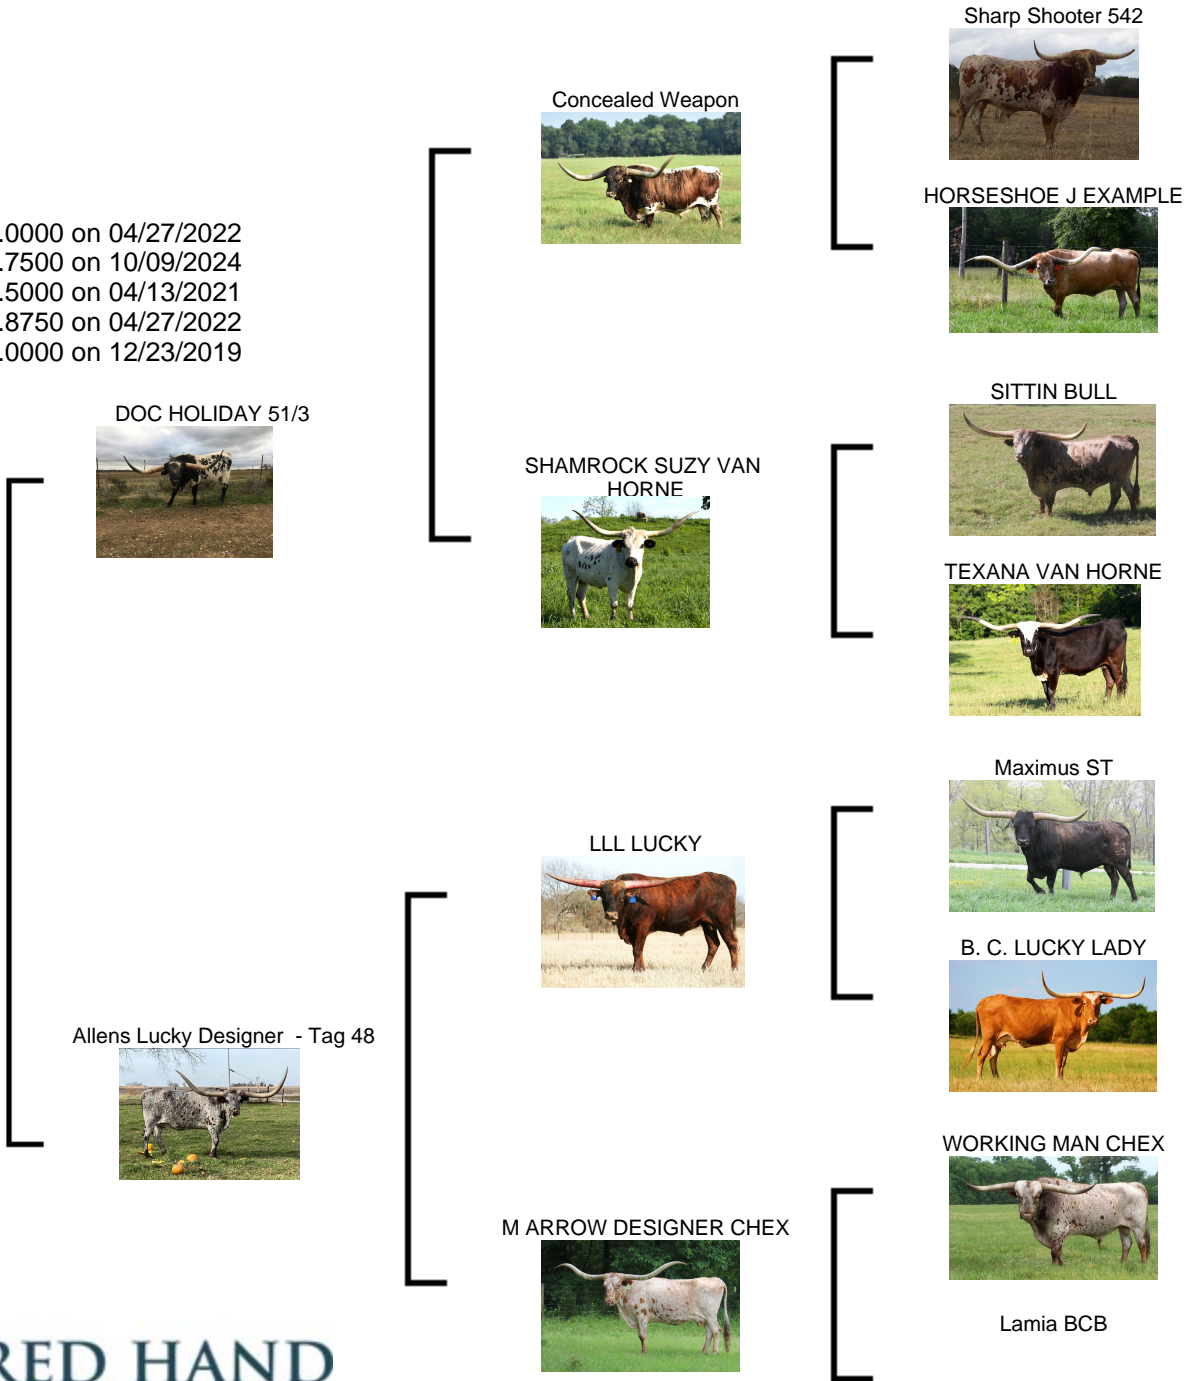 Sharp Shooter 542
Concealed Weapon
HORSESHOE J EXAMPLE
.0000 on 04/27/2022
.7500 on 10/09/2024
.5000 on 04/13/2021
.8750 on 04/27/2022
.0000 on 12/23/2019
SITTIN BULL
DOC HOLIDAY 51/3
SHAMROCK SUZY VAN
HORNE
TEXANA VAN HORNE
Maximus ST
LLL LUCKY
B. C. LUCKY LADY
Allens Lucky Designer - Tag 48
WORKING MAN CHEX
M ARROW DESIGNER CHEX
Lamia BCB
RED HAND